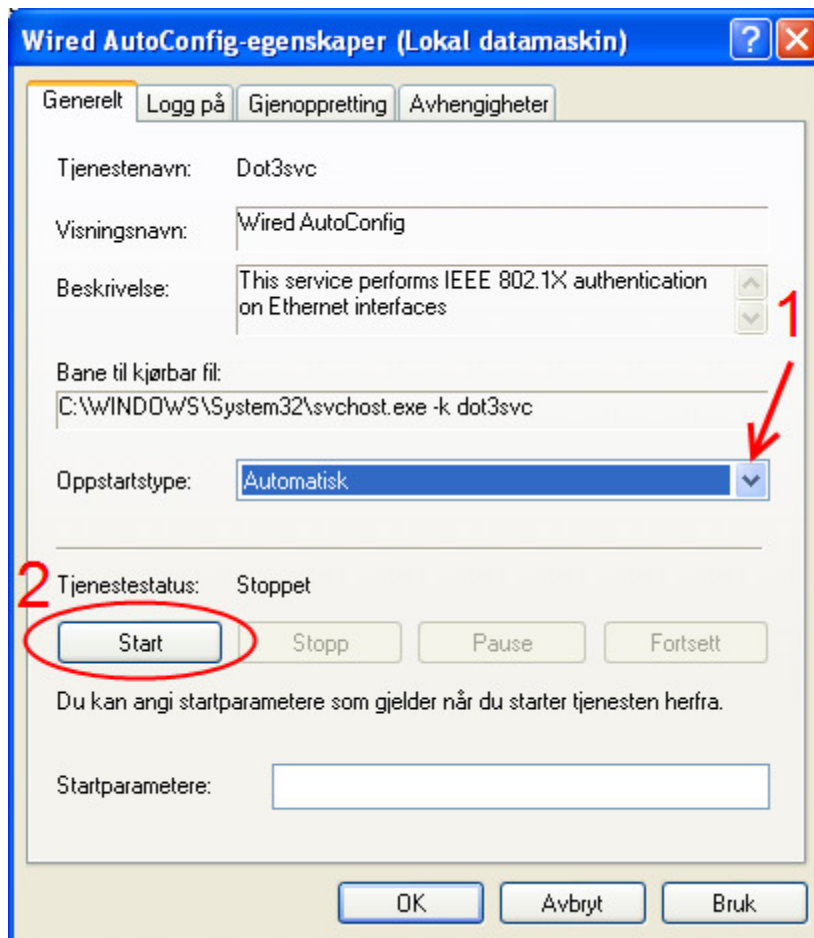 Wired AutoConfig-egenskaper (Lokal datamaskin)
Generelt Logg på Gjenoppretting Avhengigheter
Tjenestenavn: Dot3svc
Visningsnavn: Wired AutoConfig
Beskrivelse: This service performs IEEE 802.1X authentication
on Ethernet interfaces
1
Bane til kjørbar fil:
C:\WINDOWS\System32\svchost.exe -k dot3svc
Oppstartstype: Automatisk
2 Tjenestestatus: Stoppet
Start Stopp Pause Fortsett
Du kan angi startparametere som gjelder når du starter tjenesten herfra.
Startparametere:
OK Avbryt Bruk